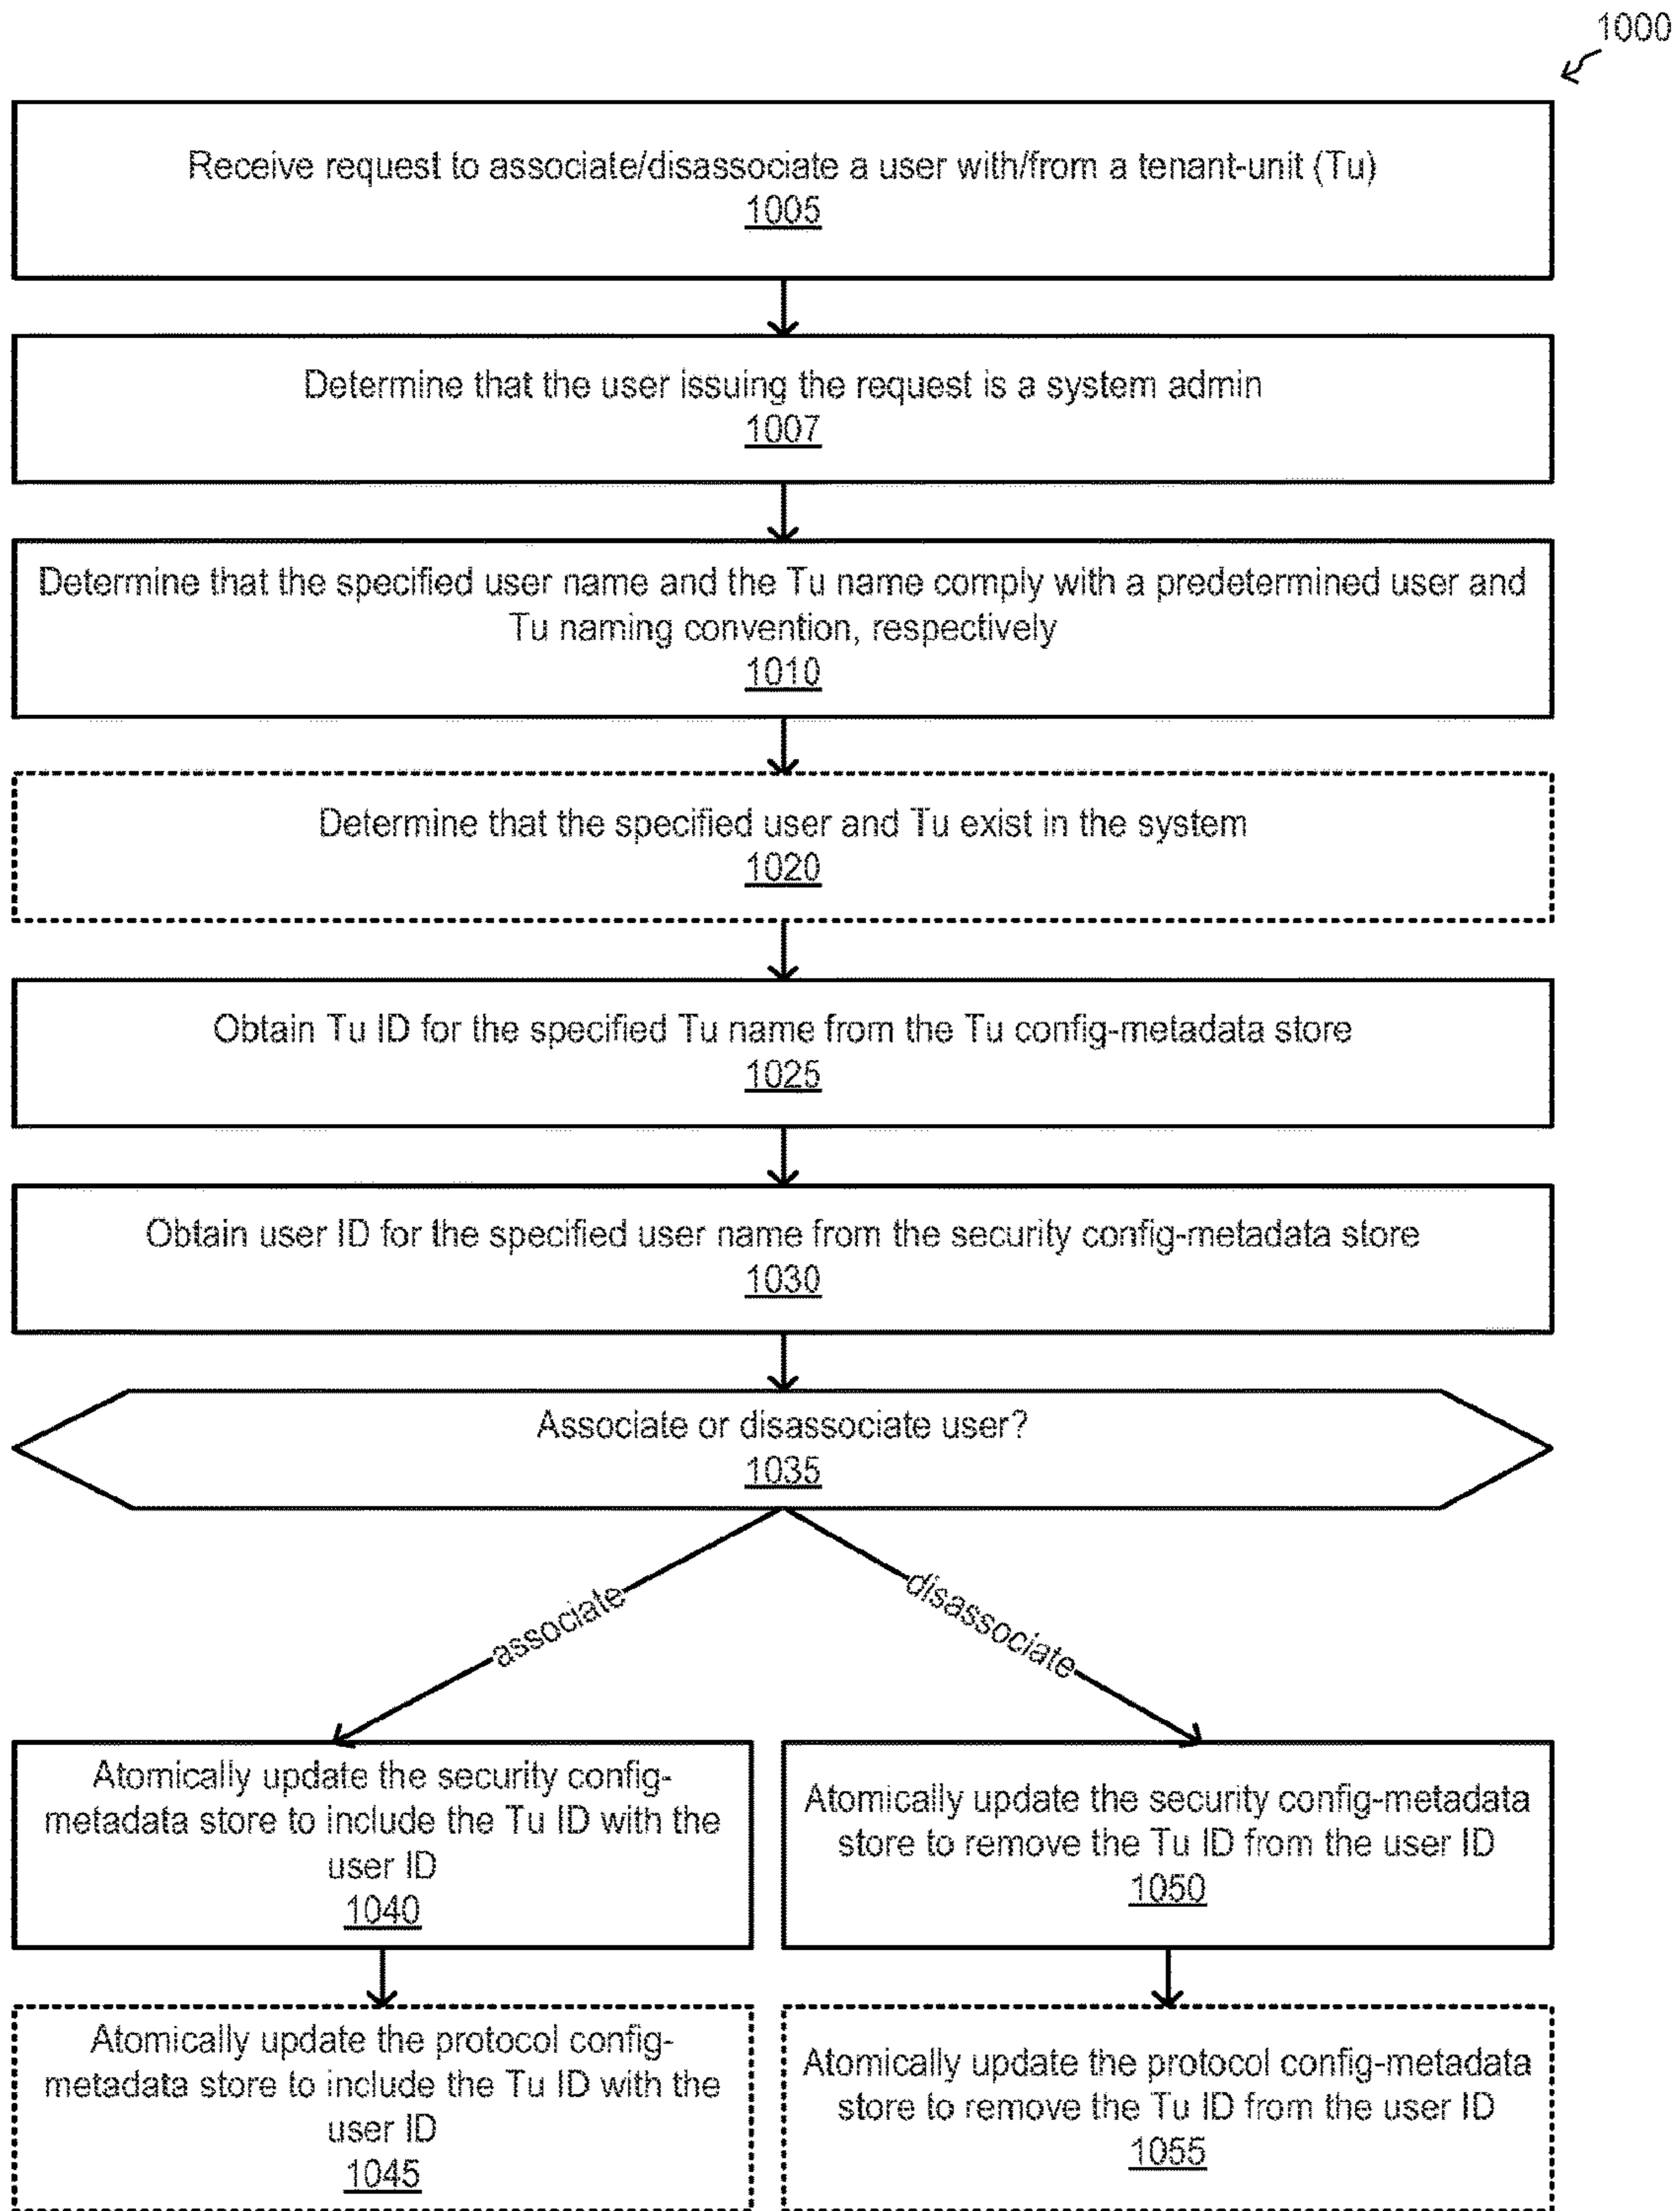 1000
Receive request to associate/disassociate a user with/from a tenant-unit (Tu)
1005
Determine that the user issuing the request is a system admin
1007
Determine that the specified user name and the Tu name comply with a predetermined user and
Tu naming convention, respectively
1010
Determine that the specified user and Tu exist in the system
1020
Obtain Tu ID for the specified Tu name from the Tu config-metadata store
1025
Obtain user ID for the specified user name from the security config-metadata store
1030
Associate or disassociate user?
1035
associate
disassociate
Atomically update the security config-
metadata store to include the Tu ID with the
user ID
1040
Atomically update the security config-metadata
store to remove the Tu ID from the user ID
1050
Atomically update the protocol config-
metadata store to include the Tu ID with the
user ID
1045
Atomically update the protocol config-metadata
store to remove the Tu ID from the user ID
1055